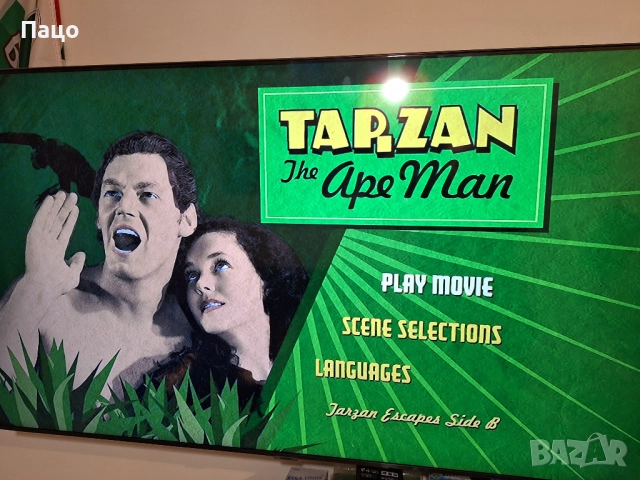 Пацо
TARZAN
The Ape Man
PLAY MOVIE
SCENE SELECTIONS
LANGUAGES
Tarzan Escapes Side B
BAZAR